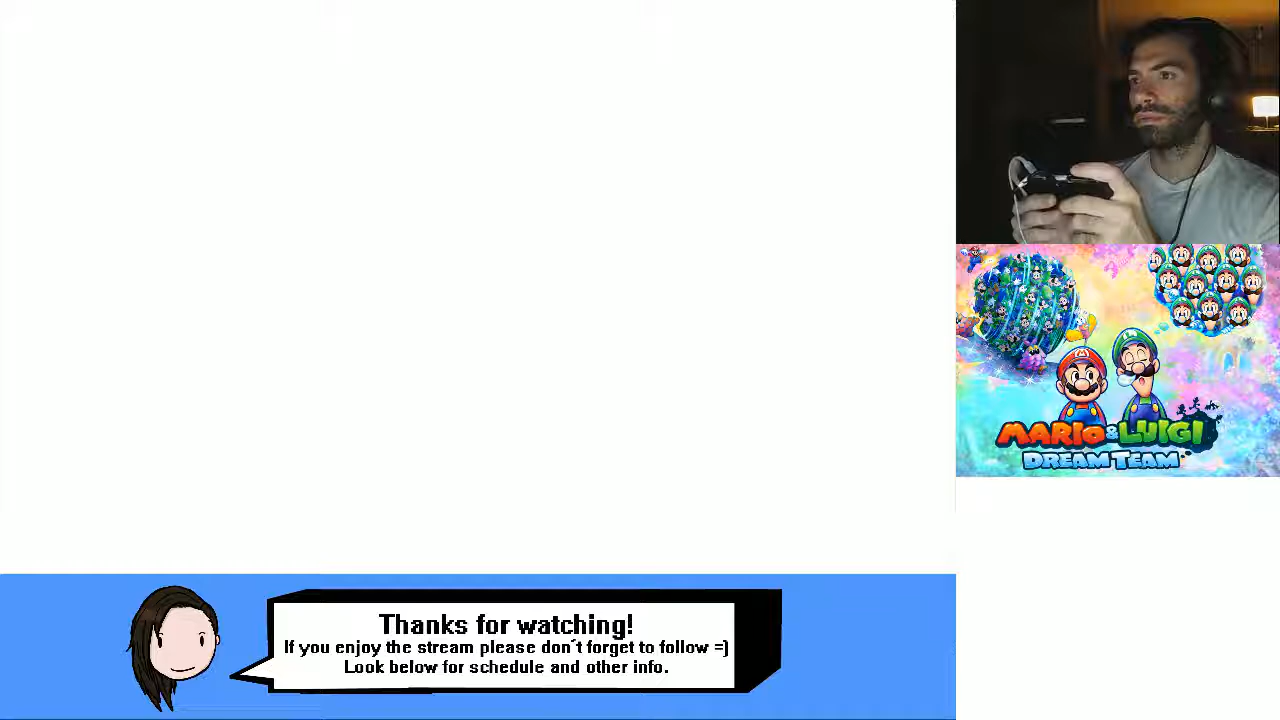 MARIO & LUIGI
DREAM TEAM
Thanks for watching!
If you enjoy the stream please don´t forget to follow =)
Look below for schedule and other info.